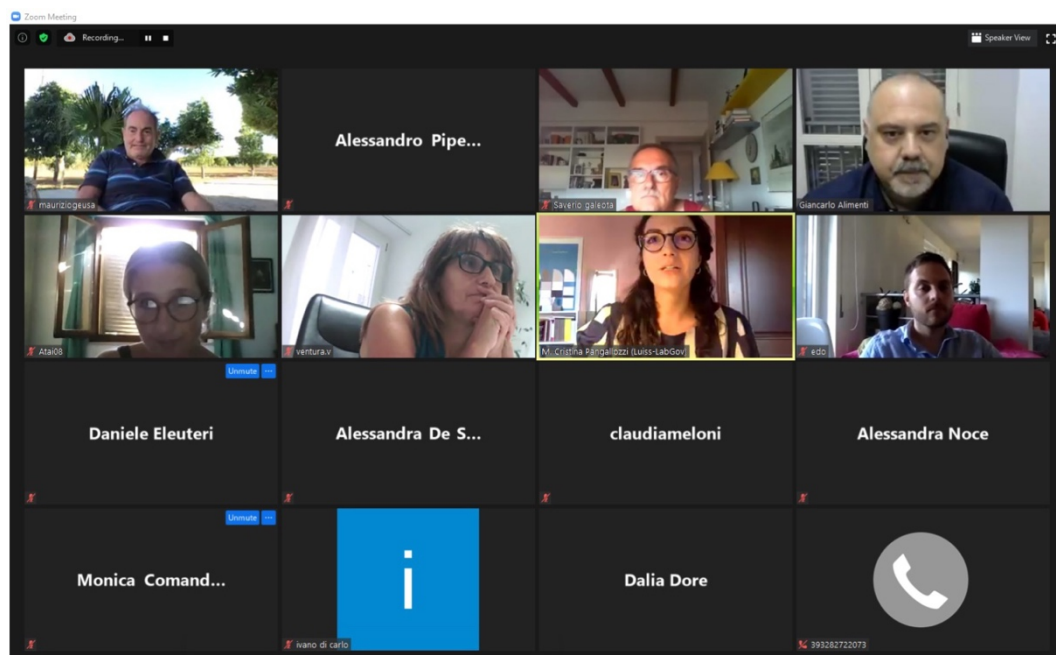 Zoom Meeting
Recording...
Speaker View
mauriziogeusa
Alessandro Pipe...
Saverio galeota
Giancarlo Alimenti
Atai08
ventura.v
M. Cristina Pangallozzi (Luiss-LabGov)
edo
Unmute ...
Daniele Eleuteri
Alessandra De S...
claudiameloni
Alessandra Noce
Unmute ...
Monica Comand...
i
ivano di carlo
Dalia Dore
393282722073